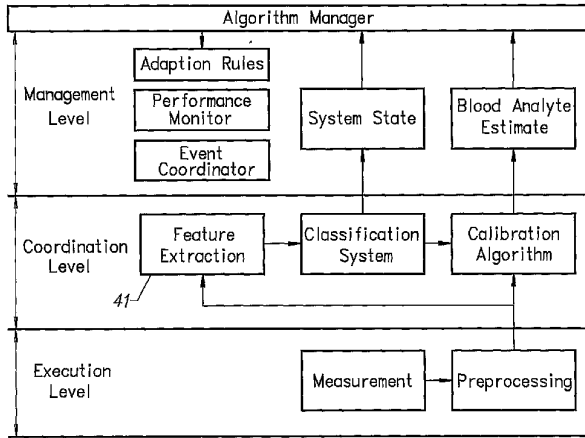 Algorithm Manager
Management
Level
Adaption Rules
Performance
Monitor
Event
Coordinator
System State
Blood Analyte
Estimate
Coordination
Level
Feature
Extraction
41
Classification
System
Calibration
Algorithm
Execution
Level
Measurement
Preprocessing